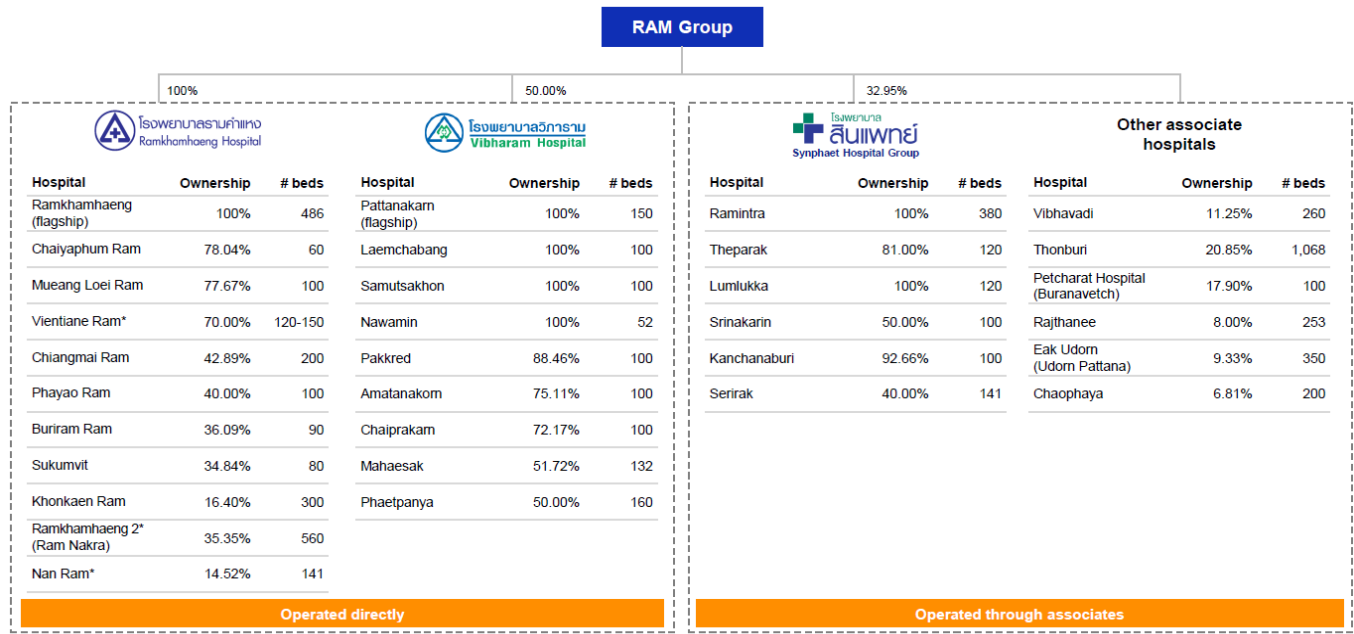 RAM Group
100%
50.00%
32.95%
โรงพยาบาลรามคำแหง
Ramkhamhaeng Hospital
Hospital Ownership # beds
Ramkhamhaeng
(flagship) 100% 486
Chaiyaphum Ram 78.04% 60
Mueang Loei Ram 77.67% 100
Vientiane Ram* 70.00% 120-150
Chiangmai Ram 42.89% 200
Phayao Ram 40.00% 100
Buriram Ram 36.09% 90
Sukumvit 34.84% 80
Khonkaen Ram 16.40% 300
Ramkhamhaeng 2*
(Ram Nakra) 35.35% 560
Nan Ram* 14.52% 141
โรงพยาบาลวิภาราม
Vibharam Hospital
Hospital Ownership # beds
Pattanakarn
(flagship) 100% 150
Laemchabang 100% 100
Samutsakhon 100% 100
Nawamin 100% 52
Pakkred 88.46% 100
Amatanakorn 75.11% 100
Chaiprakarn 72.17% 100
Mahaesak 51.72% 132
Phaetpanya 50.00% 160
Operated directly
โรงพยาบาล
สินแพทย์
Synphaet Hospital Group
Hospital Ownership # beds
Ramintra 100% 380
Theparak 81.00% 120
Lumlukka 100% 120
Srinakarin 50.00% 100
Kanchanaburi 92.66% 100
Serirak 40.00% 141
Other associate
hospitals
Hospital Ownership # beds
Vibhavadi 11.25% 260
Thonburi 20.85% 1,068
Petcharat Hospital
(Buranavetch) 17.90% 100
Rajthanee 8.00% 253
Eak Udorn
(Udorn Pattana) 9.33% 350
Chaophaya 6.81% 200
Operated through associates